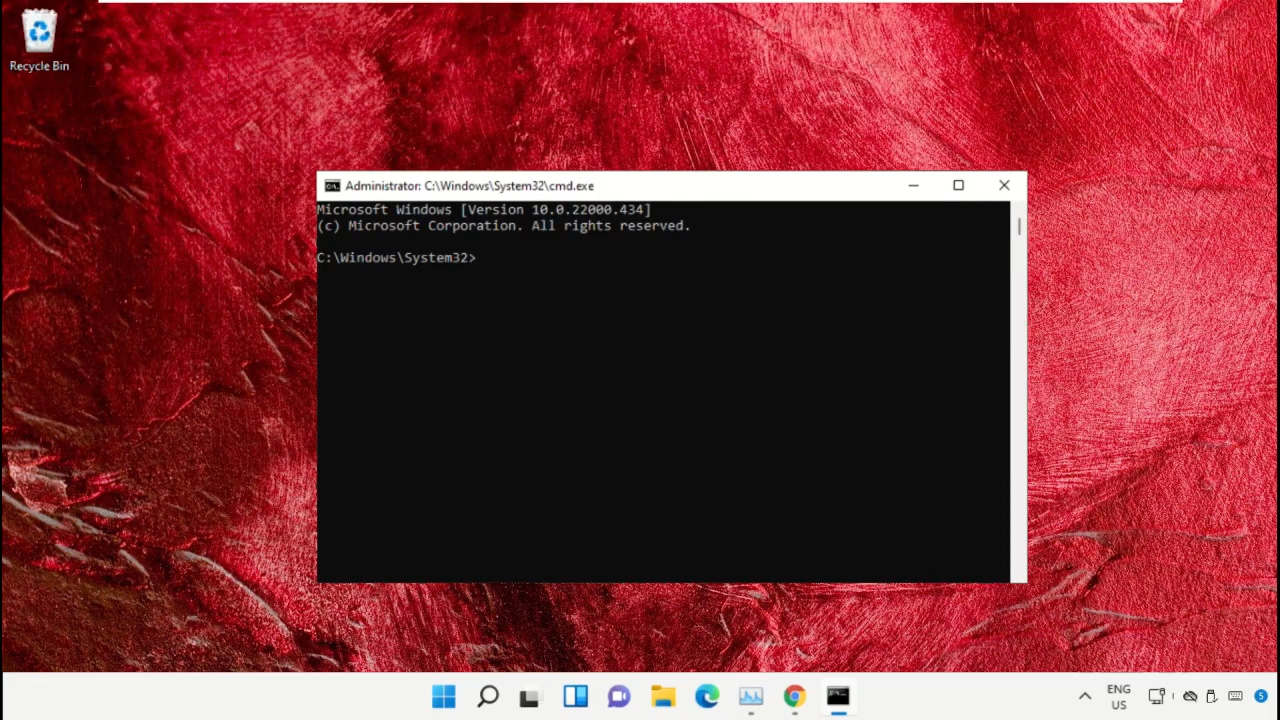 Recycle Bin
Administrator: C:\Windows\System32\cmd.exe
Microsoft Windows [Version 10.0.22000.434]
(c) Microsoft Corporation. All rights reserved.
C:\Windows\System32>
ENG
US
5